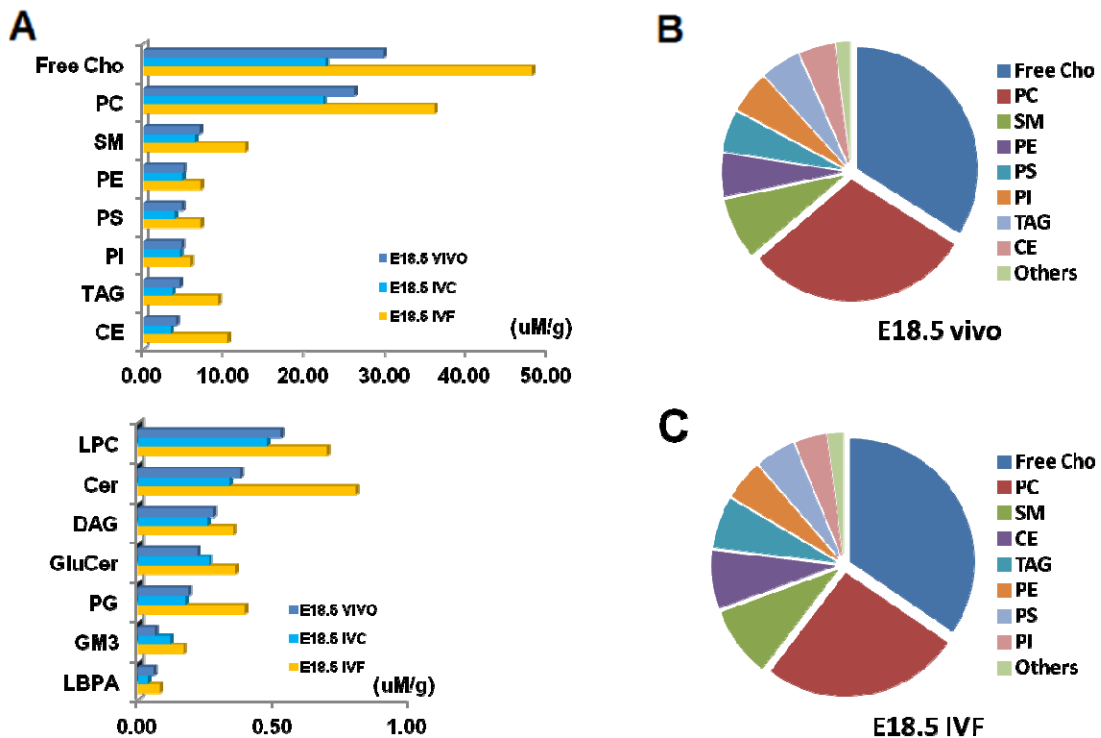 A
Free Cho
PC
SM
PE
PS
PI
TAG
CE
E18.5 VIVO
E18.5 IVC
E18.5 IVF
(uM/g)
0.00 10.00 20.00 30.00 40.00 50.00
LPC
Cer
DAG
GluCer
PG
GM3
LBPA
E18.5 VIVO
E18.5 IVC
E18.5 IVF
(uM/g)
0.00 0.50 1.00
B
Free Cho
PC
SM
PE
PS
PI
TAG
CE
Others
E18.5 vivo
C
Free Cho
PC
SM
CE
TAG
PE
PS
PI
Others
E18.5 IVF